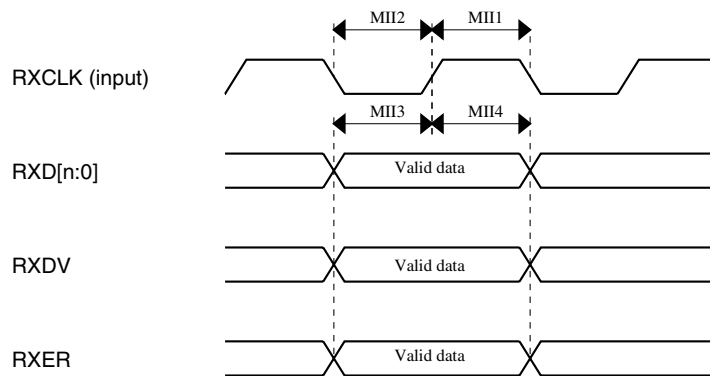 MII2 MII1
RXCLK (input)
MII3 MII4
RXD[n:0] Valid data
RXDV Valid data
RXER Valid data